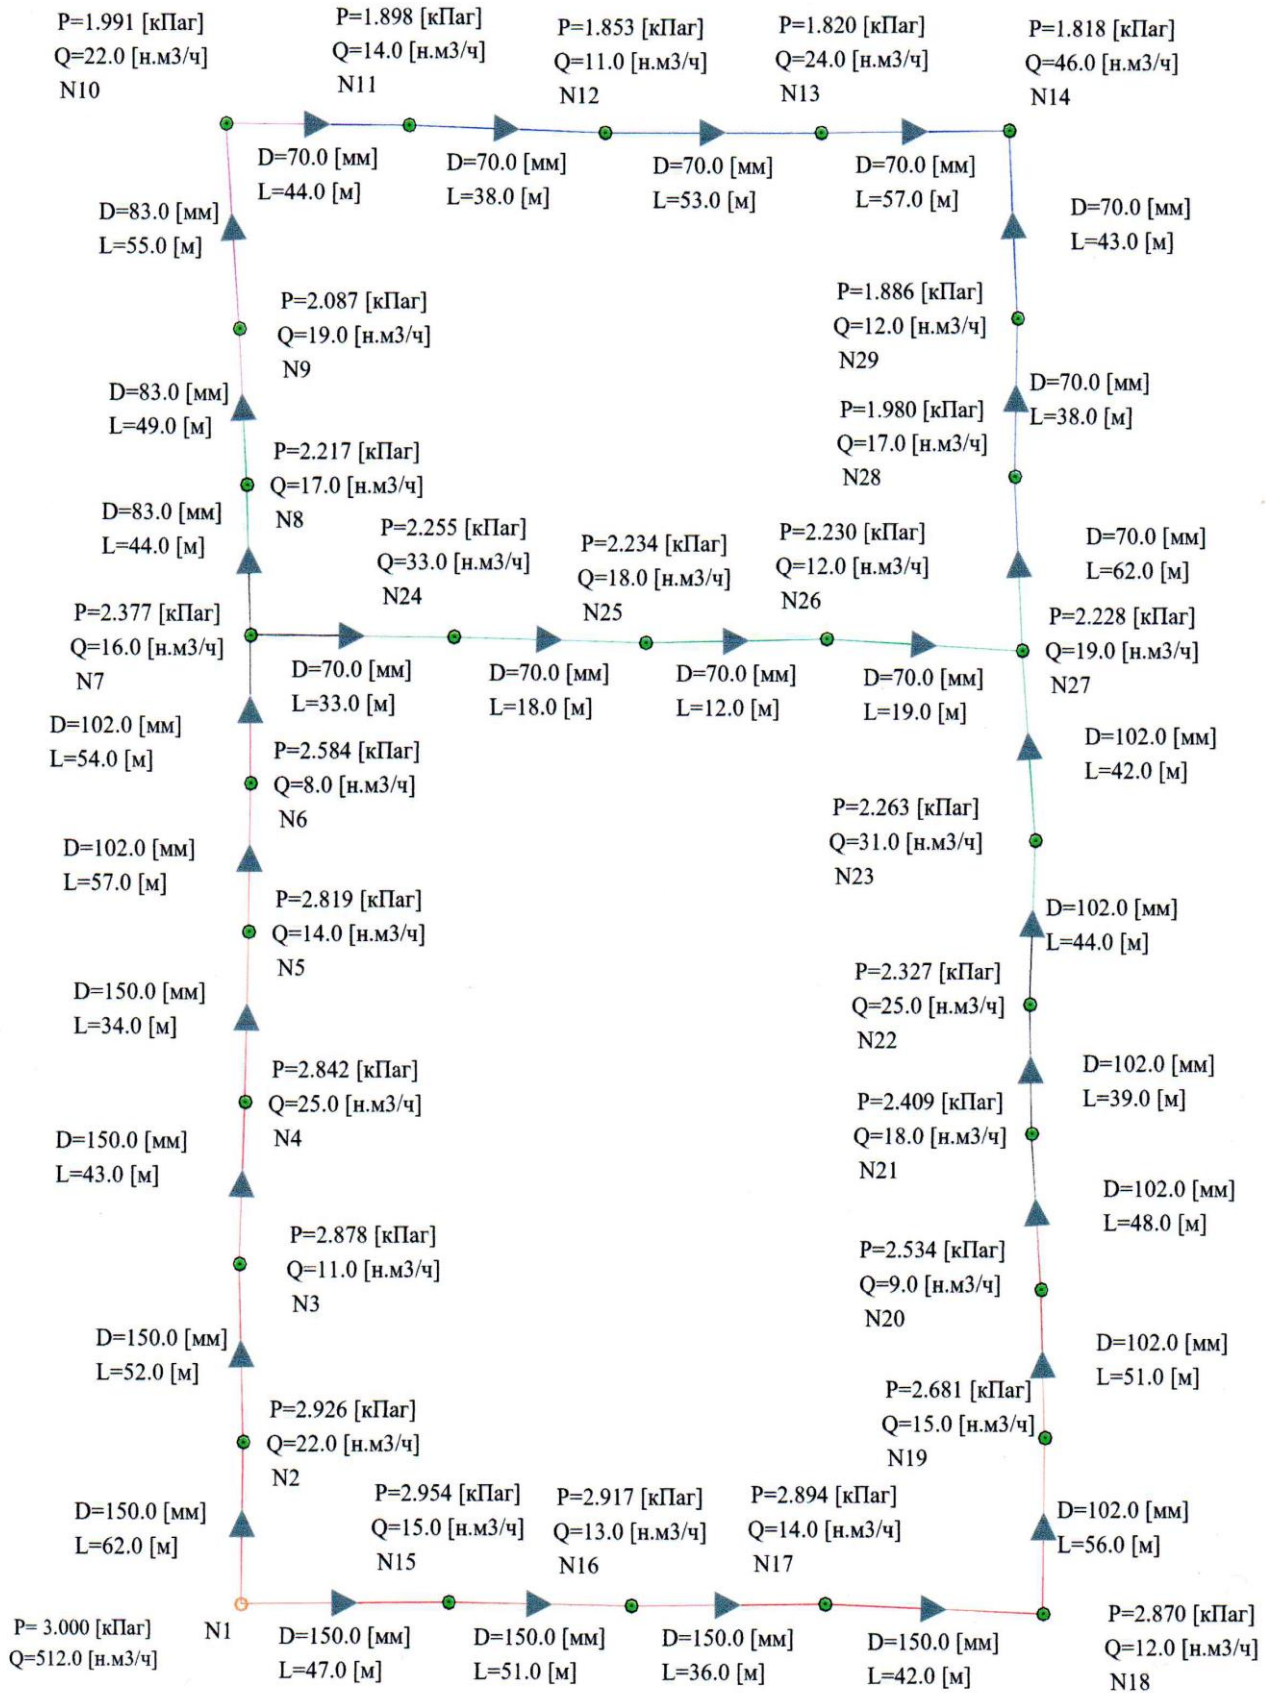 P=1.991 [кПаг]
Q=22.0 [н.м3/ч]
N10
P=1.898 [кПаг]
Q=14.0 [н.м3/ч]
N11
P=1.853 [кПаг]
Q=11.0 [н.м3/ч]
N12
P=1.820 [кПаг]
Q=24.0 [н.м3/ч]
N13
P=1.818 [кПаг]
Q=46.0 [н.м3/ч]
N14
D=70.0 [мм]
L=44.0 [м]
D=70.0 [мм]
L=38.0 [м]
D=70.0 [мм]
L=53.0 [м]
D=70.0 [мм]
L=57.0 [м]
D=83.0 [мм]
L=55.0 [м]
D=70.0 [мм]
L=43.0 [м]
P=2.087 [кПаг]
Q=19.0 [н.м3/ч]
N9
P=1.886 [кПаг]
Q=12.0 [н.м3/ч]
N29
D=83.0 [мм]
L=49.0 [м]
D=70.0 [мм]
L=38.0 [м]
P=2.217 [кПаг]
Q=17.0 [н.м3/ч]
N8
P=1.980 [кПаг]
Q=17.0 [н.м3/ч]
N28
D=83.0 [мм]
L=44.0 [м]
P=2.255 [кПаг]
Q=33.0 [н.м3/ч]
N24
P=2.234 [кПаг]
Q=18.0 [н.м3/ч]
N25
P=2.230 [кПаг]
Q=12.0 [н.м3/ч]
N26
D=70.0 [мм]
L=62.0 [м]
P=2.377 [кПаг]
Q=16.0 [н.м3/ч]
N7
P=2.228 [кПаг]
Q=19.0 [н.м3/ч]
N27
D=70.0 [мм]
L=33.0 [м]
D=70.0 [мм]
L=18.0 [м]
D=70.0 [мм]
L=12.0 [м]
D=70.0 [мм]
L=19.0 [м]
D=102.0 [мм]
L=54.0 [м]
D=102.0 [мм]
L=42.0 [м]
P=2.584 [кПаг]
Q=8.0 [н.м3/ч]
N6
P=2.263 [кПаг]
Q=31.0 [н.м3/ч]
N23
D=102.0 [мм]
L=57.0 [м]
D=102.0 [мм]
L=44.0 [м]
P=2.819 [кПаг]
Q=14.0 [н.м3/ч]
N5
P=2.327 [кПаг]
Q=25.0 [н.м3/ч]
N22
D=150.0 [мм]
L=34.0 [м]
D=102.0 [мм]
L=39.0 [м]
P=2.842 [кПаг]
Q=25.0 [н.м3/ч]
N4
P=2.409 [кПаг]
Q=18.0 [н.м3/ч]
N21
D=150.0 [мм]
L=43.0 [м]
D=102.0 [мм]
L=48.0 [м]
P=2.878 [кПаг]
Q=11.0 [н.м3/ч]
N3
P=2.534 [кПаг]
Q=9.0 [н.м3/ч]
N20
D=150.0 [мм]
L=52.0 [м]
D=102.0 [мм]
L=51.0 [м]
P=2.926 [кПаг]
Q=22.0 [н.м3/ч]
N2
P=2.681 [кПаг]
Q=15.0 [н.м3/ч]
N19
D=150.0 [мм]
L=62.0 [м]
P=2.954 [кПаг]
Q=15.0 [н.м3/ч]
N15
P=2.917 [кПаг]
Q=13.0 [н.м3/ч]
N16
P=2.894 [кПаг]
Q=14.0 [н.м3/ч]
N17
D=102.0 [мм]
L=56.0 [м]
P= 3.000 [кПаг]
Q=512.0 [н.м3/ч]
N1
D=150.0 [мм]
L=47.0 [м]
D=150.0 [мм]
L=51.0 [м]
D=150.0 [мм]
L=36.0 [м]
D=150.0 [мм]
L=42.0 [м]
P=2.870 [кПаг]
Q=12.0 [н.м3/ч]
N18